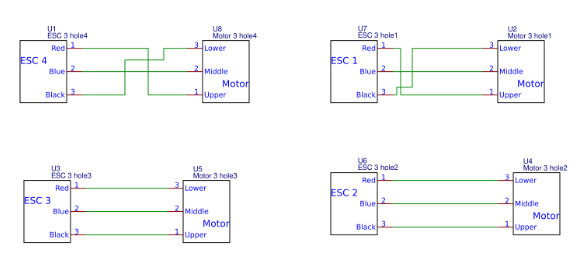 U1
ESC 3 hole4
Red 1
ESC 4
Blue 2
Black 3
U8
Motor 3 hole4
3 Lower
2 Middle
Motor
1 Upper
U7
ESC 3 hole1
Red 1
ESC 1
Blue 2
Black 3
U2
Motor 3 hole1
3 Lower
2 Middle
Motor
1 Upper
U3
ESC 3 hole3
Red 1
ESC 3
Blue 2
Black 3
U5
Motor 3 hole3
3 Lower
2 Middle
Motor
1 Upper
U6
ESC 3 hole2
Red 1
ESC 2
Blue 2
Black 3
U4
Motor 3 hole2
3 Lower
2 Middle
Motor
1 Upper